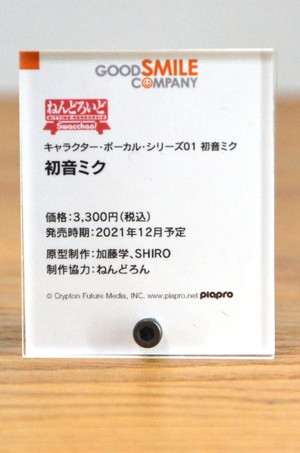 GOODSMILE
COMPANY
ねんどろいど
SITTING NENDOROID
Swacchao!
キャラクター・ボーカル・シリーズ01 初音ミク
初音ミク
価格:3,300円(税込)
発売時期:2021年12月予定
原型制作:加藤学、SHIRO
制作協力:ねんどろん
© Crypton Future Media, INC. www.piapro.net piapro